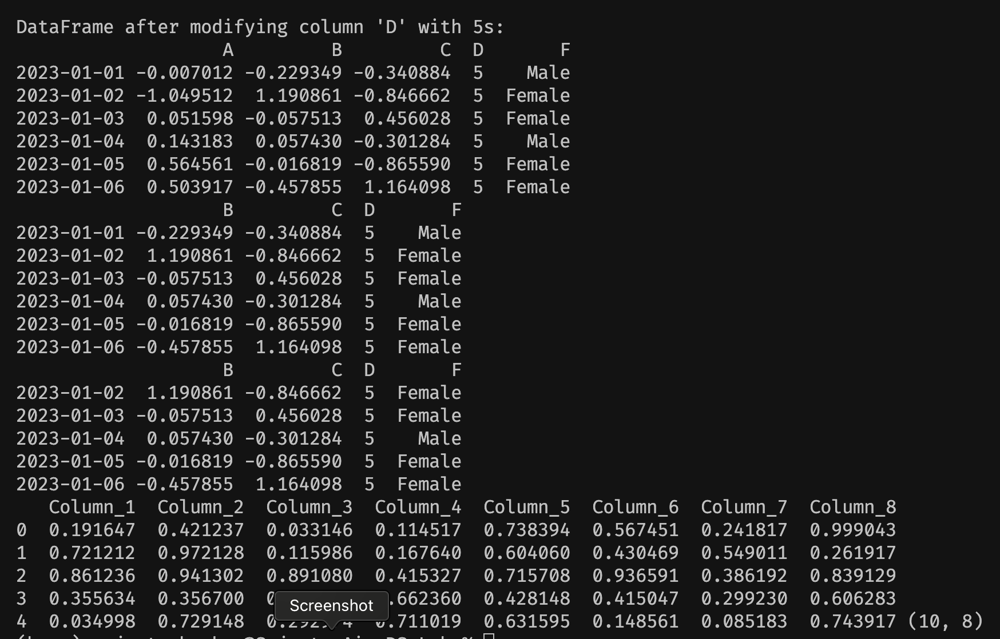 DataFrame after modifying column 'D' with 5s:
A B C D F
2023-01-01 -0.007012 -0.229349 -0.340884 5 Male
2023-01-02 -1.049512 1.190861 -0.846662 5 Female
2023-01-03 0.051598 -0.057513 0.456028 5 Female
2023-01-04 0.143183 0.057430 -0.301284 5 Male
2023-01-05 0.564561 -0.016819 -0.865590 5 Female
2023-01-06 0.503917 -0.457855 1.164098 5 Female
B C D F
2023-01-01 -0.229349 -0.340884 5 Male
2023-01-02 1.190861 -0.846662 5 Female
2023-01-03 -0.057513 0.456028 5 Female
2023-01-04 0.057430 -0.301284 5 Male
2023-01-05 -0.016819 -0.865590 5 Female
2023-01-06 -0.457855 1.164098 5 Female
B C D F
2023-01-02 1.190861 -0.846662 5 Female
2023-01-03 -0.057513 0.456028 5 Female
2023-01-04 0.057430 -0.301284 5 Male
2023-01-05 -0.016819 -0.865590 5 Female
2023-01-06 -0.457855 1.164098 5 Female
Column_1 Column_2 Column_3 Column_4 Column_5 Column_6 Column_7 Column_8
0 0.191647 0.421237 0.033146 0.114517 0.738394 0.567451 0.241817 0.999043
1 0.721212 0.972128 0.115986 0.167640 0.604060 0.430469 0.549011 0.261917
2 0.861236 0.941302 0.891080 0.415327 0.715708 0.936591 0.386192 0.839129
3 0.355634 0.356700 .662360 0.428148 0.415047 0.299230 0.606283
Screenshot
4 0.034998 0.729148 0.711019 0.631595 0.148561 0.085183 0.743917 (10, 8)